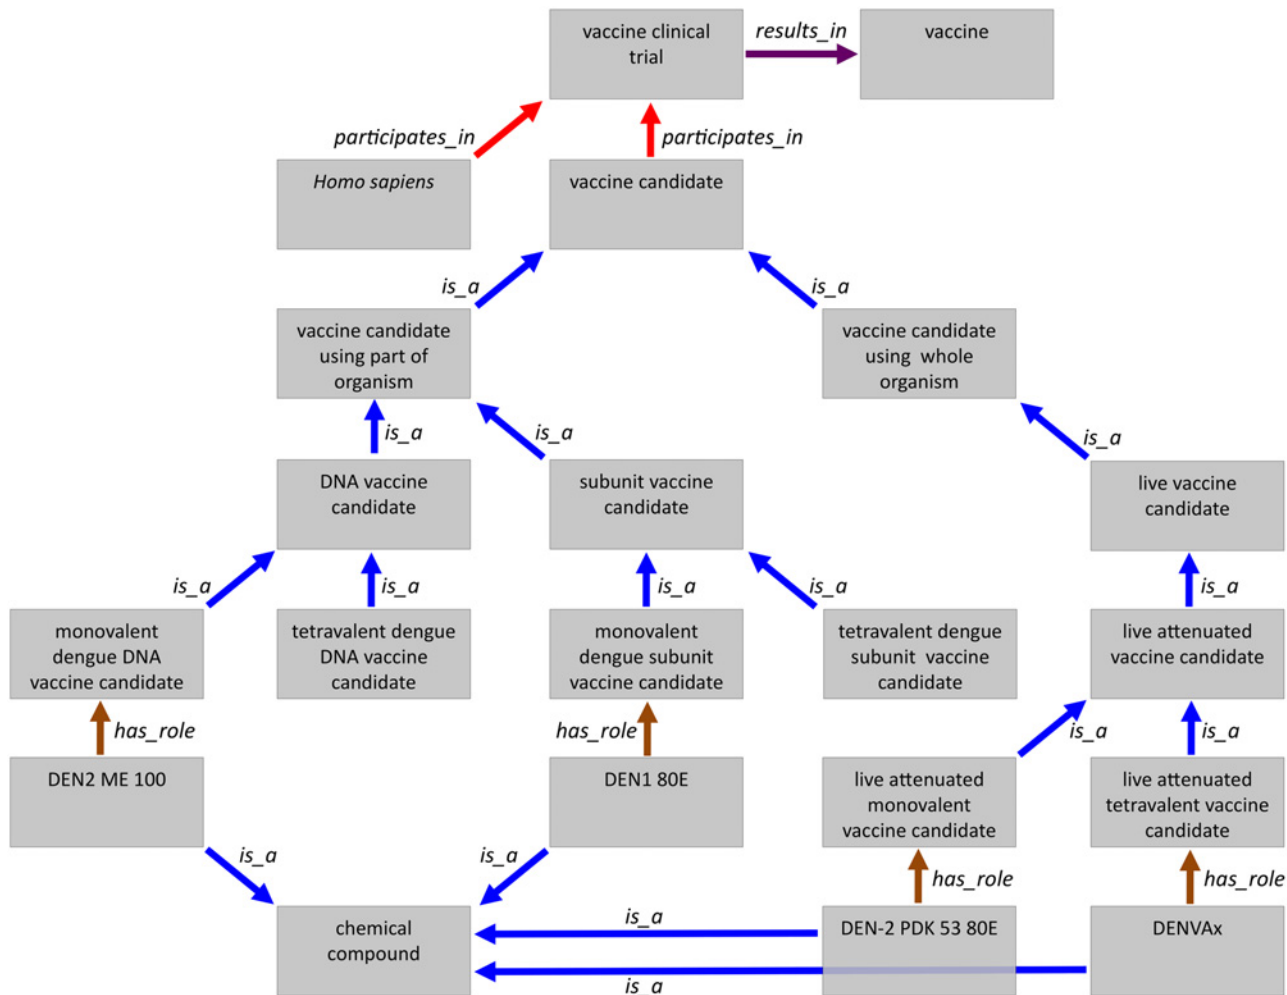 vaccine clinical
trial
results_in
vaccine
participates_in
participates_in
Homo sapiens
vaccine candidate
is_a
is_a
vaccine candidate
using part of
organism
vaccine candidate
using whole
organism
is_a
is_a
is_a
DNA vaccine
candidate
subunit vaccine
candidate
live vaccine
candidate
is_a
is_a
is_a
is_a
is_a
monovalent
dengue DNA
vaccine candidate
tetravalent dengue
DNA vaccine
candidate
monovalent
dengue subunit
vaccine candidate
tetravalent dengue
subunit vaccine
candidate
live attenuated
vaccine candidate
has_role
has_role
is_a
is_a
DEN2 ME 100
DEN1 80E
live attenuated
monovalent
vaccine candidate
live attenuated
tetravalent vaccine
candidate
is_a
is_a
has_role
has_role
chemical
compound
is_a
DEN-2 PDK 53 80E
DENVAx
is_a